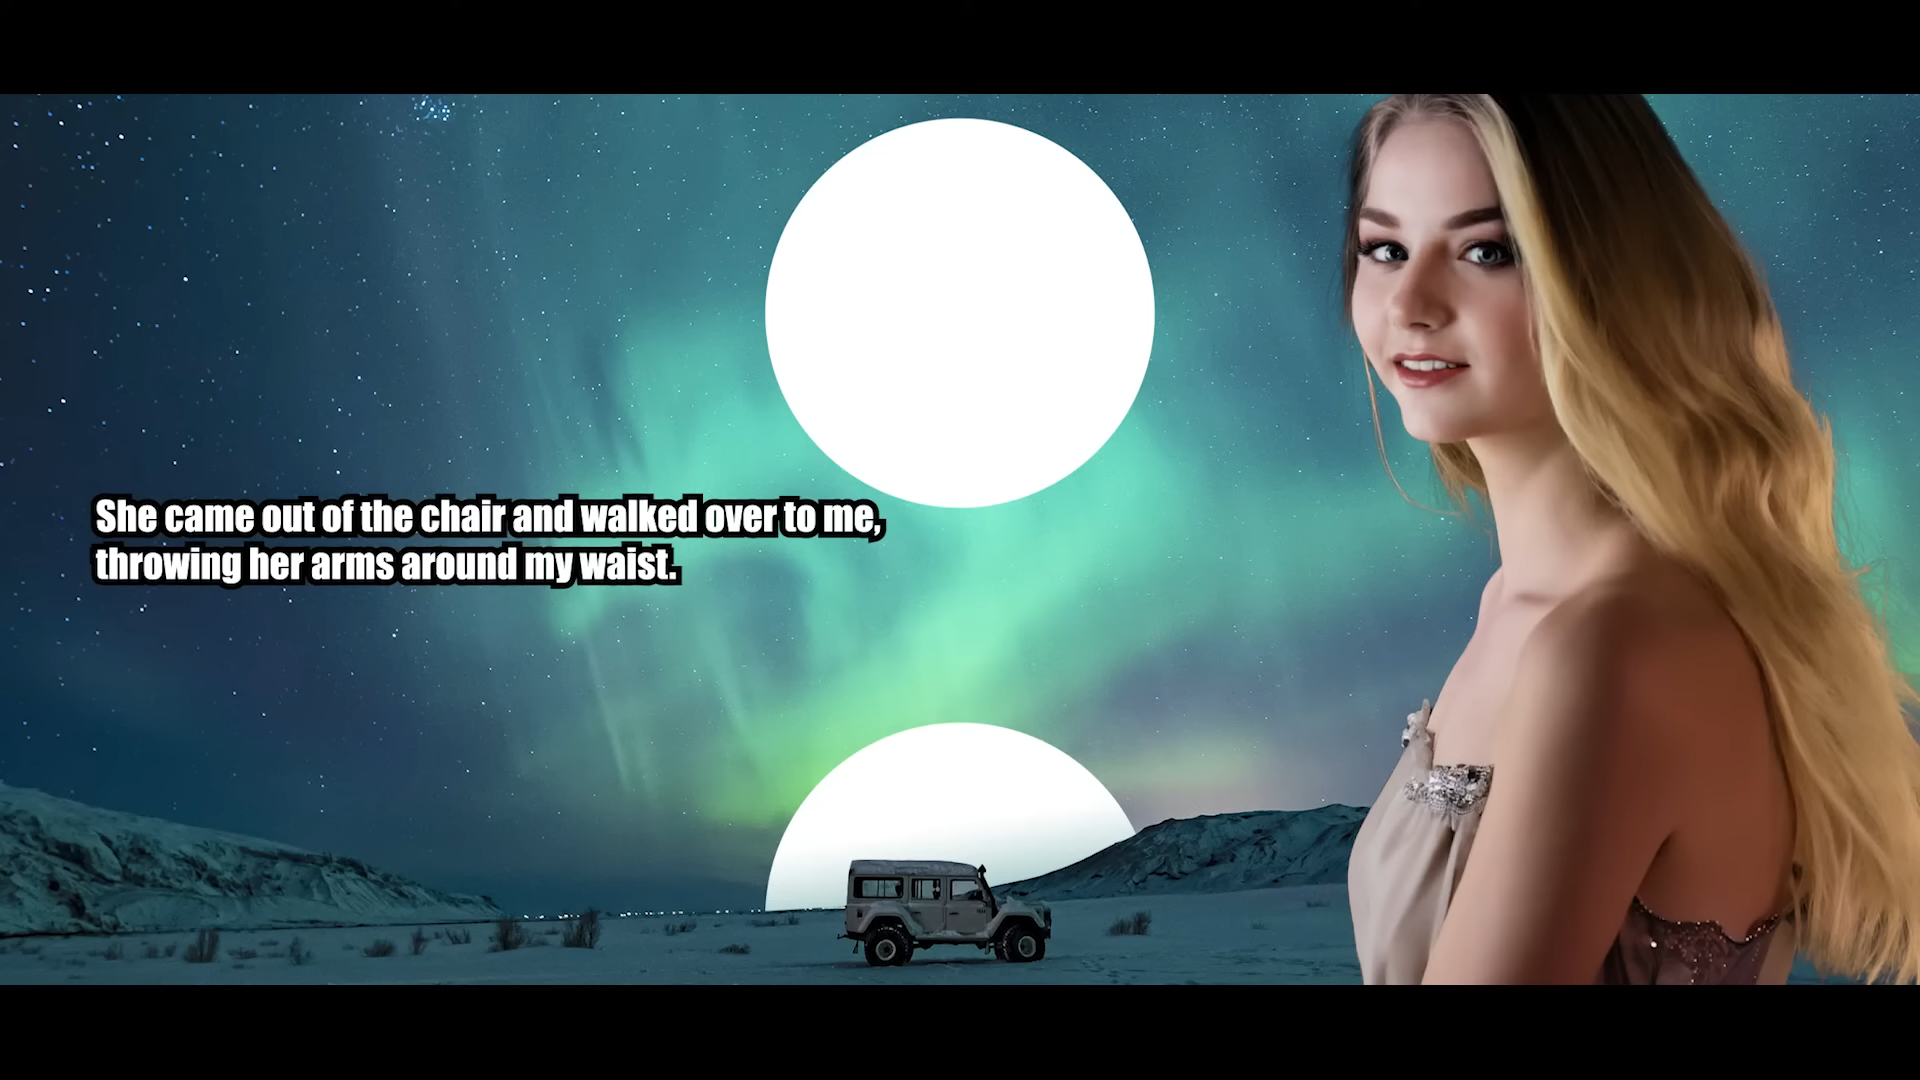 She came out of the chair and walked over to me,
throwing her arms around my waist.